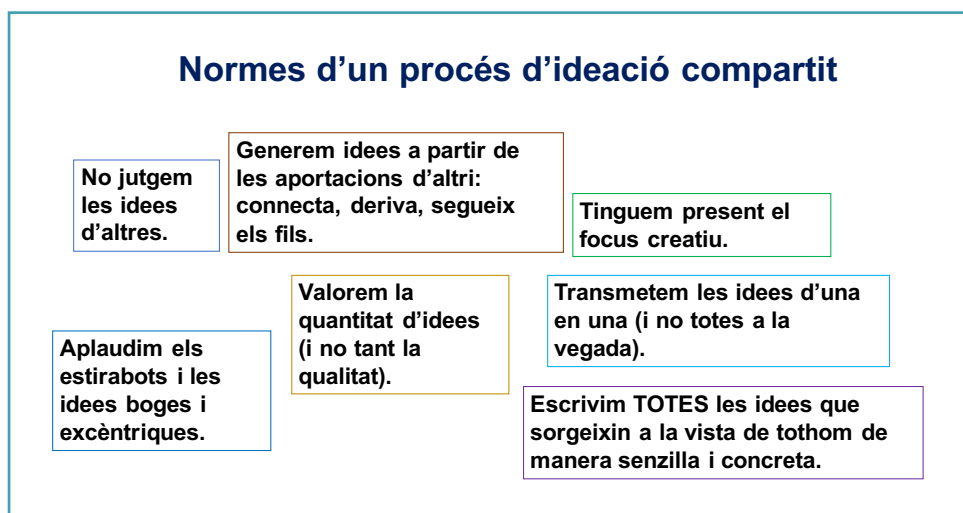 Normes d’un procés d’ideació compartit
No jutgem
les idees
d’altres.
Generem idees a partir de
les aportacions d’altri:
connecta, deriva, segueix
els fils.
Tinguem present el
focus creatiu.
Valorem la
quantitat d’idees
(i no tant la
qualitat).
Transmetem les idees d’una
en una (i no totes a la
vegada).
Aplaudim els
estirabots i les
idees boges i
excèntriques.
Escrivim TOTES les idees que
sorgeixin a la vista de tothom de
manera senzilla i concreta.